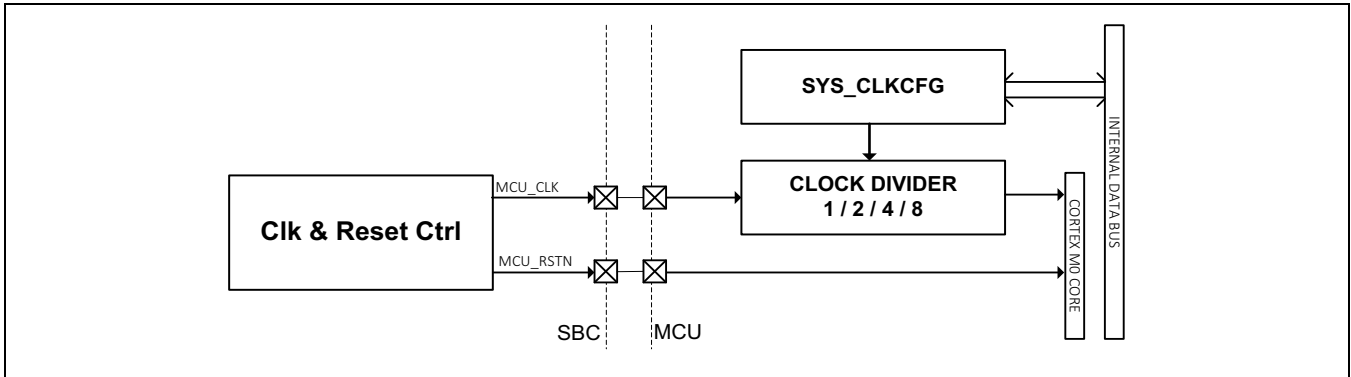 SYS_CLKCFG
INTERNAL DATA BUS
MCU_CLK
CLOCK DIVIDER
1 / 2 / 4 / 8
Clk & Reset Ctrl
CORTEX M0 CORE
MCU_RSTN
SBC
MCU